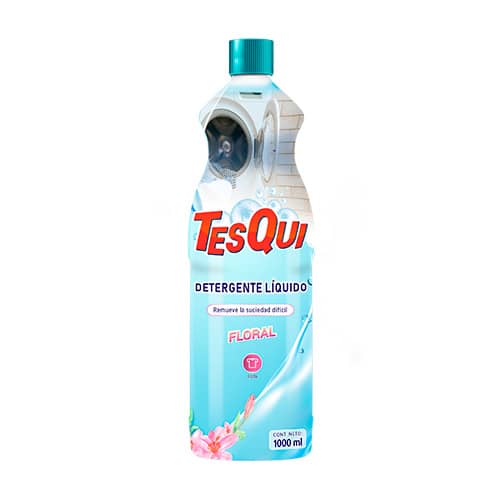 TESQUI
DETERGENTE LÍQUIDO
Remueve la suciedad difícil
FLORAL
CONT. NETO
1000 ml